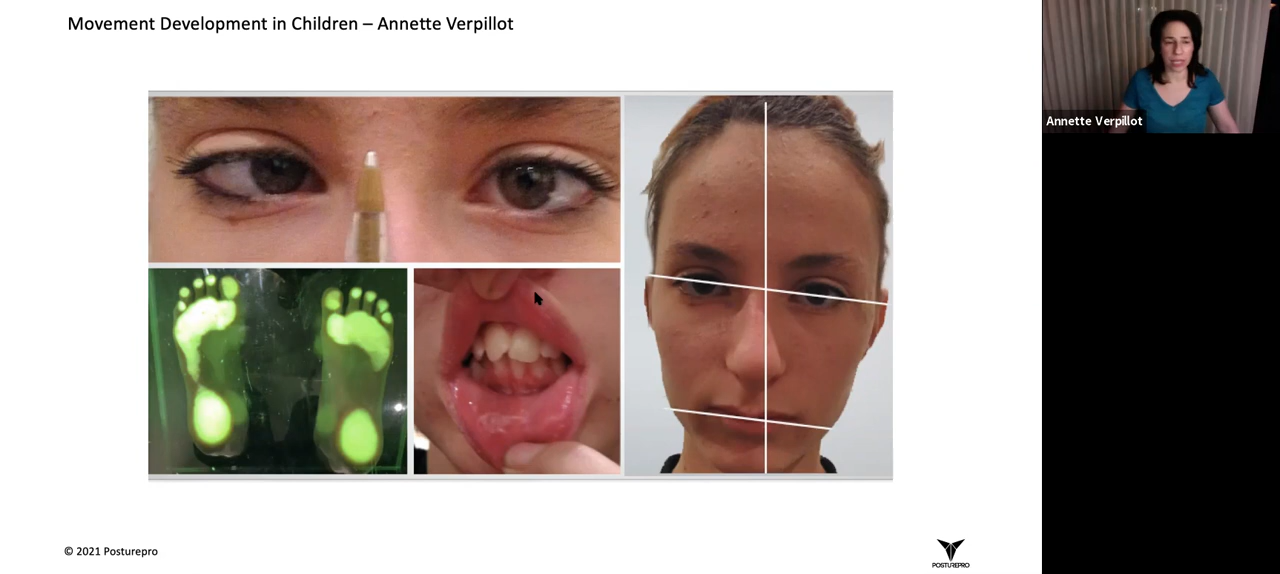 Movement Development in Children – Annette Verpillot
Annette Verpillot
© 2021 Posturepro
POSTUREPRO